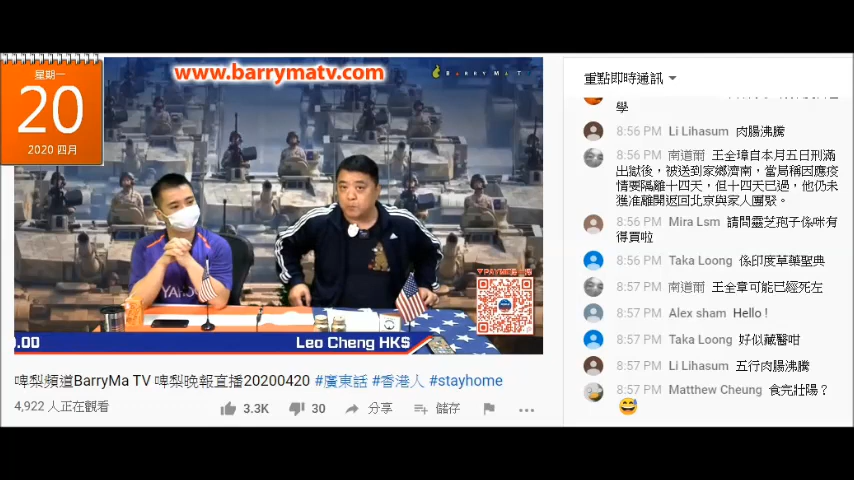 星期一
20
2020 四月
www.barrymatv.com
BARRYMAT
YAHOO
.00
Leo Cheng HK$
啤梨頻道BarryMa TV 啤梨晚報直播20200420 #廣東話 #香港人 #stayhome
4,922 人正在觀看
3.3K
30
分享
儲存
重點即時通訊
學
8:56 PM Li Lihasum 肉腸沸騰
8:56 PM 南道爾 王全璋自本月五日刑滿
出獄後，被送到家鄉濟南，當局稱因應疫
情要隔離十四天，但十四天已過，他仍未
獲准離開返回北京與家人團聚。
8:56 PM Mira Lsm 請問靈芝孢子係咪有
得買啦
8:56 PM Taka Loong 係印度草藥聖典
8:57 PM 南道爾 王全章可能已經死左
8:57 PM Alex sham Hello !
8:57 PM Taka Loong 好似藏醫咁
8:57 PM Li Lihasum 五行肉腸沸騰
8:57 PM Matthew Cheung 食完壯陽？